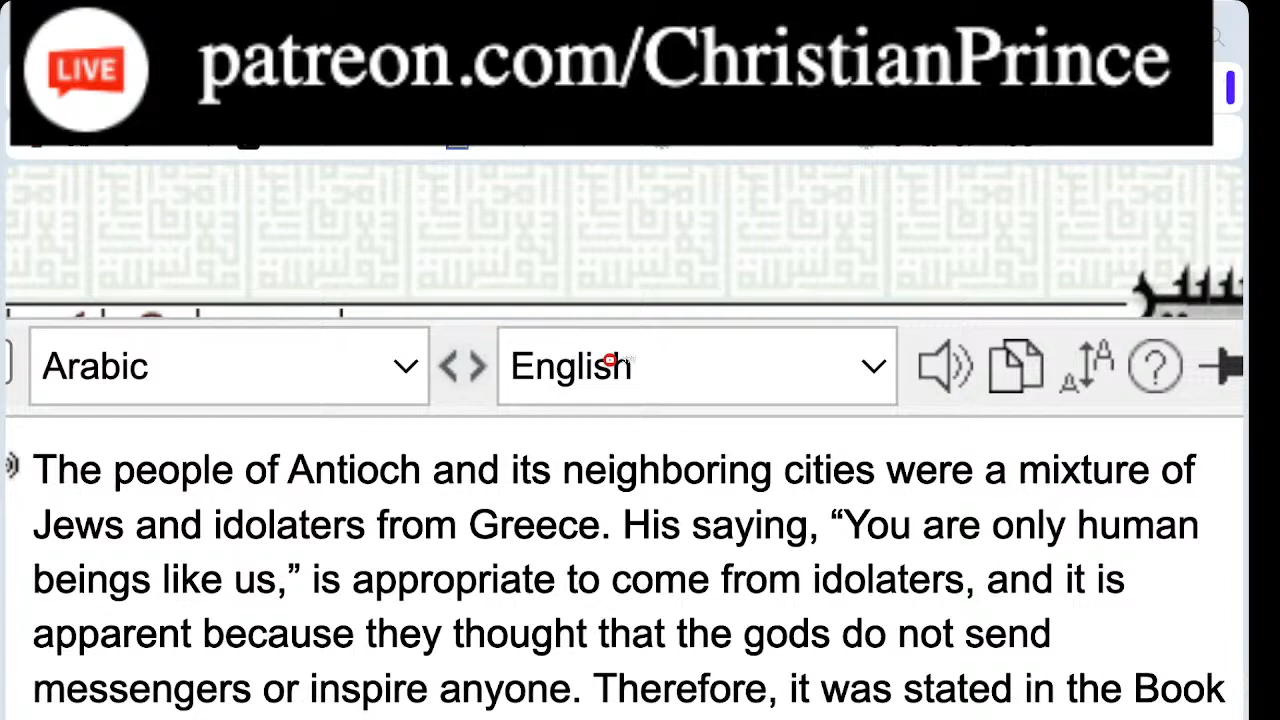 LIVE
patreon.com/ChristianPrince
Arabic
English
The people of Antioch and its neighboring cities were a mixture of
Jews and idolaters from Greece. His saying, “You are only human
beings like us,” is appropriate to come from idolaters, and it is
apparent because they thought that the gods do not send
messengers or inspire anyone. Therefore, it was stated in the Book